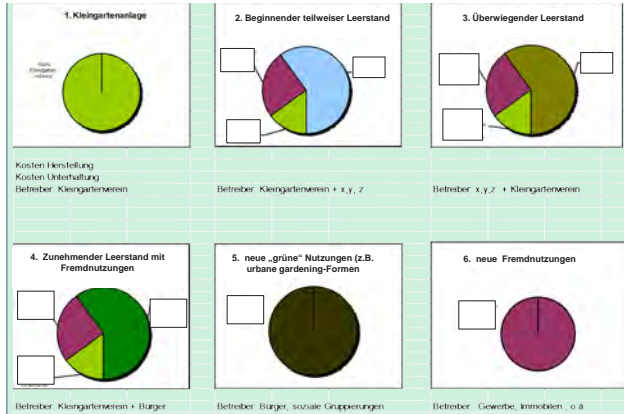 1. Kleingartenanlage
2. Beginnender teilweiser Leerstand
3. Überwiegender Leerstand
Kosten Herstellung
Kosten Unterhaltung
Betreiber Kleingartenverein
Betreiber Kleingartenverein + x,y, z
Betreiber x,y,z + Kleingartenverein
4. Zunehmender Leerstand mit
Fremdnutzungen
5. neue „grüne“ Nutzungen (z.B.
urbane gardening-Formen
6. neue Fremdnutzungen
Betreiber Kleingartenverein + Bürger
Betreiber Bürger, soziale Gruppierungen
Betreiber Gewerbe, Immobilien , o ä